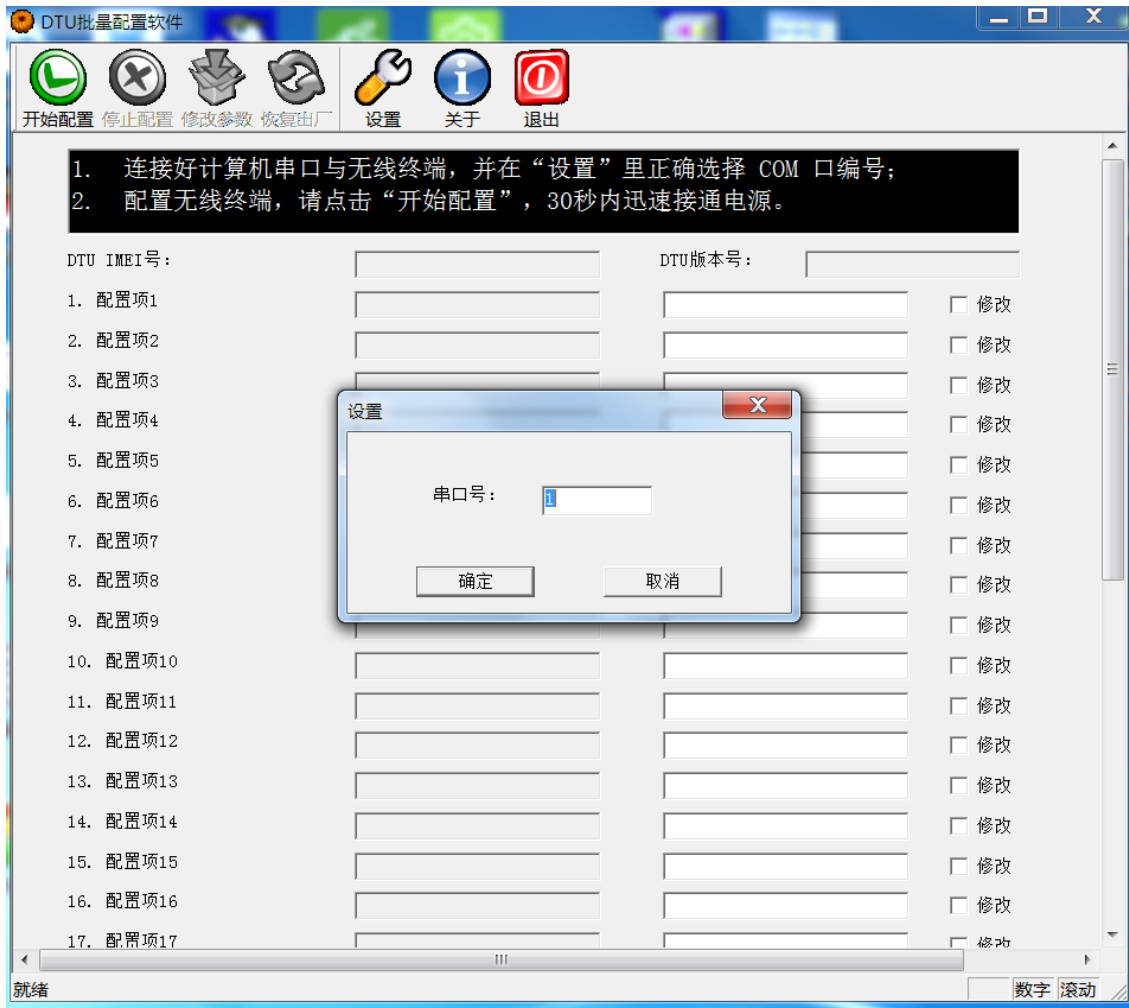 DTU批量配置软件
开始配置 停止配置 修改参数 恢复出厂 设置 关于 退出
1. 连接好计算机串口与无线终端，并在“设置”里正确选择 COM 口编号；
2. 配置无线终端，请点击“开始配置”，30秒内迅速接通电源。
DTU IMEI号： DTU版本号：
1. 配置项1 修改
2. 配置项2 修改
3. 配置项3 修改
设置
4. 配置项4 修改
5. 配置项5 修改
串口号： 1
6. 配置项6 修改
7. 配置项7 修改
确定 取消
8. 配置项8 修改
9. 配置项9 修改
10. 配置项10 修改
11. 配置项11 修改
12. 配置项12 修改
13. 配置项13 修改
14. 配置项14 修改
15. 配置项15 修改
16. 配置项16 修改
17. 配置项17 修改
就绪 数字 滚动